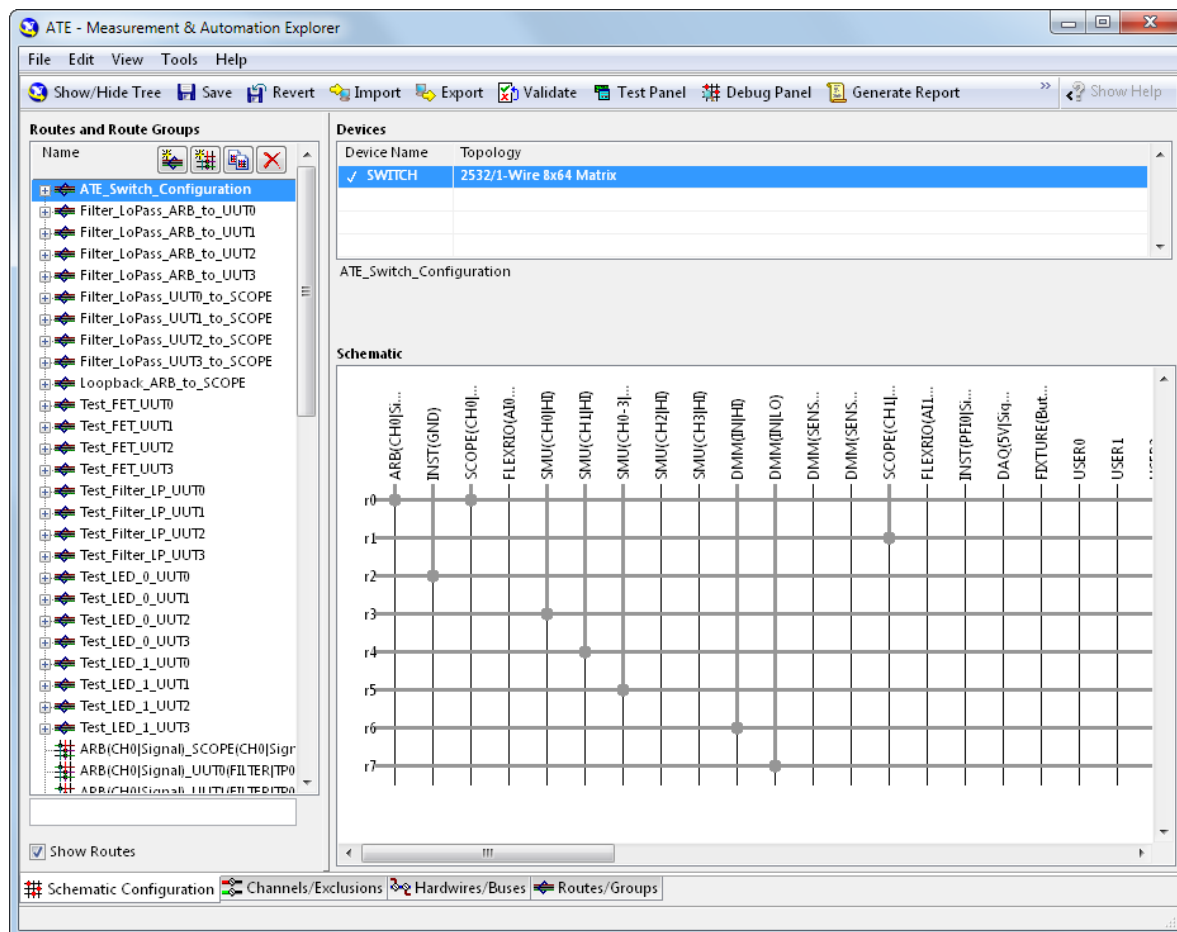 ATE - Measurement & Automation Explorer
File Edit View Tools Help
Show/Hide Tree Save Revert Import Export Validate Test Panel Debug Panel Generate Report » Show Help
Routes and Route Groups
Name
ATE_Switch_Configuration
Filter_LoPass_ARB_to_UUT0
Filter_LoPass_ARB_to_UUT1
Filter_LoPass_ARB_to_UUT2
Filter_LoPass_ARB_to_UUT3
Filter_LoPass_UUT0_to_SCOPE
Filter_LoPass_UUT1_to_SCOPE
Filter_LoPass_UUT2_to_SCOPE
Filter_LoPass_UUT3_to_SCOPE
Loopback_ARB_to_SCOPE
Test_FET_UUT0
Test_FET_UUT1
Test_FET_UUT2
Test_FET_UUT3
Test_Filter_LP_UUT0
Test_Filter_LP_UUT1
Test_Filter_LP_UUT2
Test_Filter_LP_UUT3
Test_LED_0_UUT0
Test_LED_0_UUT1
Test_LED_0_UUT2
Test_LED_0_UUT3
Test_LED_1_UUT0
Test_LED_1_UUT1
Test_LED_1_UUT2
Test_LED_1_UUT3
ARB(CH0|Signal)_SCOPE(CH0|Sigr
ARB(CH0|Signal)_UUT0(FILTER|TP0
ARB(CH0|Signal)_UUT1(FILTER|TP0
Show Routes
Devices
Device Name Topology
✓ SWITCH 2532/1-Wire 8x64 Matrix
ATE_Switch_Configuration
Schematic
ARB(CH0|Si...
INST(GND)
SCOPE(CH0|...
FLEXRIO(AI0...
SMU(CH0|HI)
SMU(CH1|HI)
SMU(CH0-3|...
SMU(CH2|HI)
SMU(CH3|HI)
DMM(IN|HI)
DMM(IN|LO)
DMM(SENS...
DMM(SENS...
SCOPE(CH1|...
FLEXRIO(AI1...
INST(PFI0|Si...
DAQ(5V|Sig...
FIXTURE(But...
USER0
USER1
r0
r1
r2
r3
r4
r5
r6
r7
Schematic Configuration Channels/Exclusions Hardwires/Buses Routes/Groups